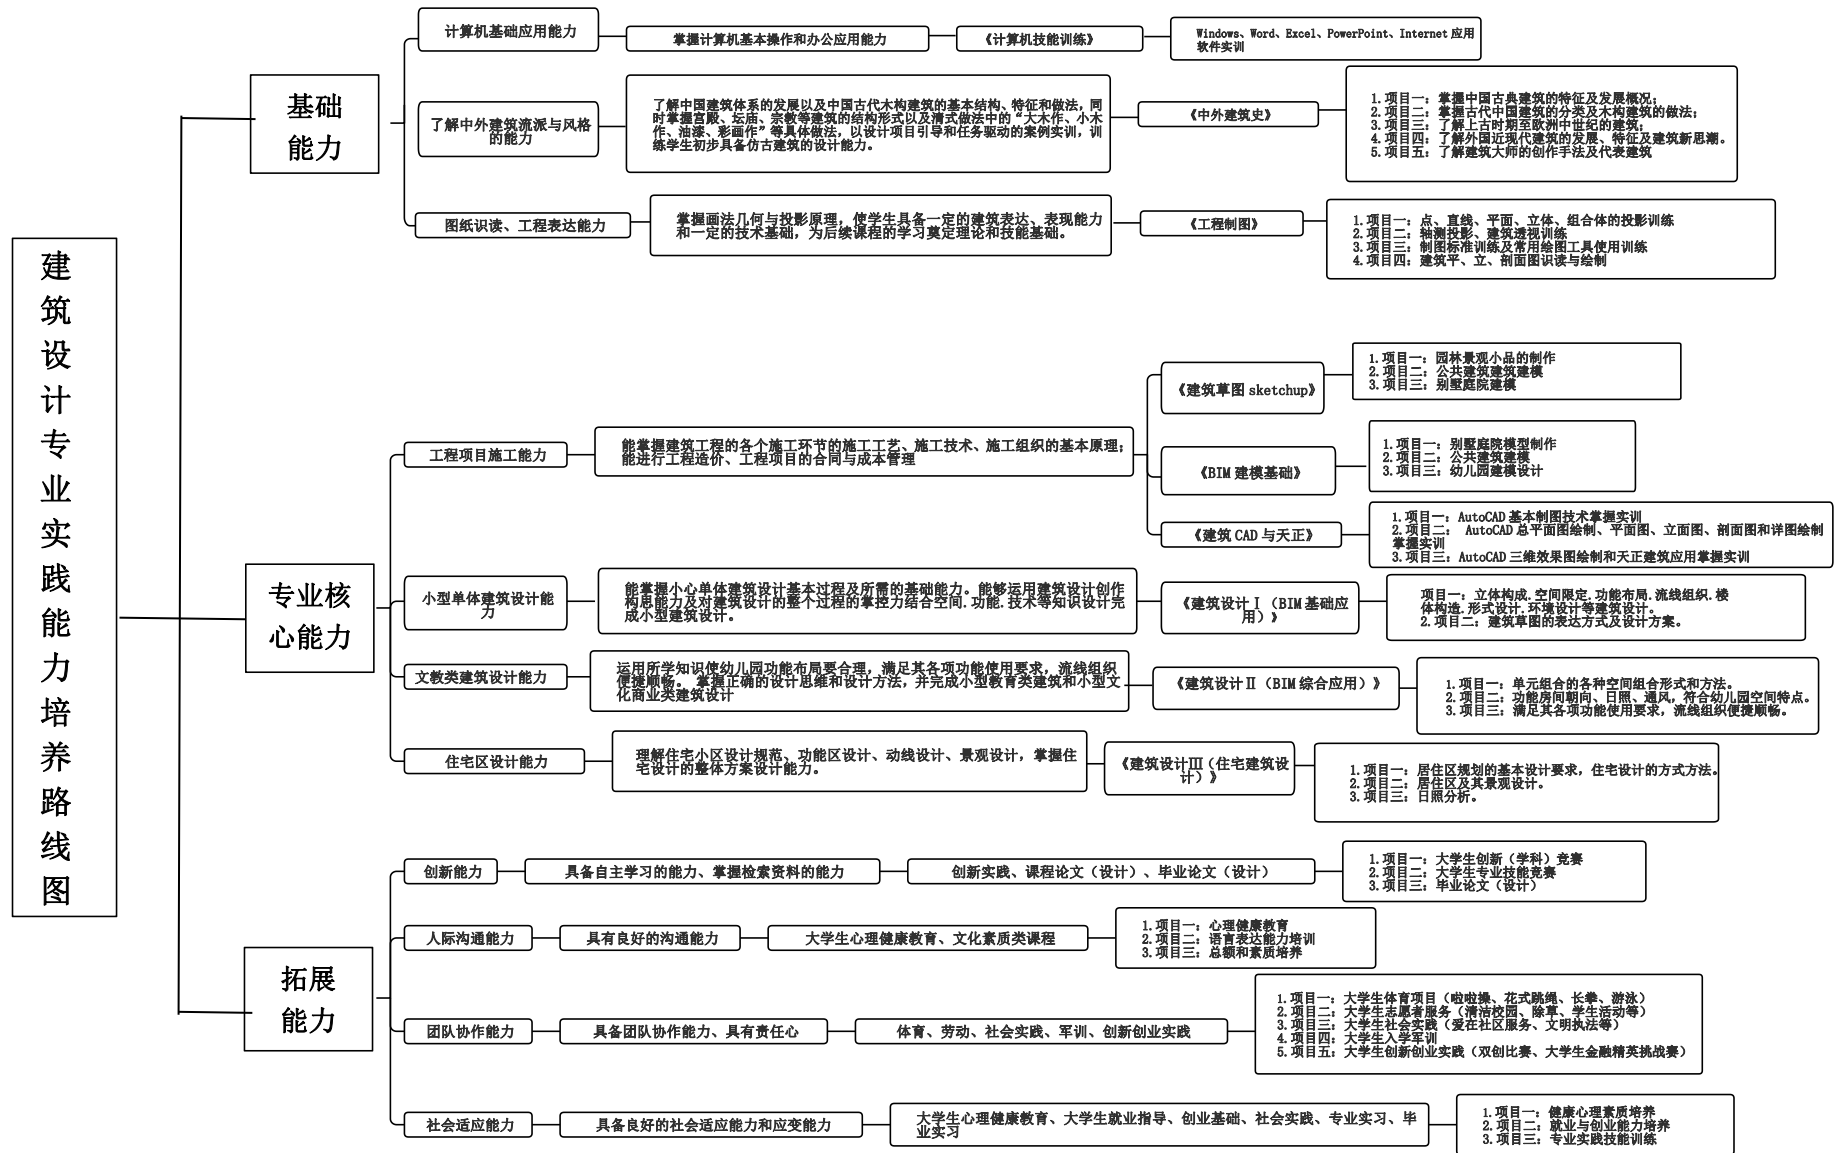 建
筑
设
计
专
业
实
践
能
力
培
养
路
线
图
基础
能力
计算机基础应用能力
掌握计算机基本操作和办公应用能力
《计算机技能训练》
Windows、Word、Excel、PowerPoint、Internet 应用
软件实训
了解中外建筑流派与风格
的能力
了解中国建筑体系的发展以及中国古代木构建筑的基本结构、特征和做法，同
时掌握宫殿、坛庙、宗教等建筑的结构形式以及清式做法中的“大木作、小木
作、油漆、彩画作”等具体做法，以设计项目引导和任务驱动的案例实训，训
练学生初步具备仿古建筑的设计能力。
《中外建筑史》
1.项目一：掌握中国古典建筑的特征及发展概况；
2.项目二：掌握古代中国建筑的分类及木构建筑的做法；
3.项目三：了解上古时期至欧洲中世纪的建筑；
4.项目四：了解外国近现代建筑的发展、特征及建筑新思潮。
5.项目五：了解建筑大师的创作手法及代表建筑
图纸识读、工程表达能力
掌握画法几何与投影原理，使学生具备一定的建筑表达、表现能力
和一定的技术基础，为后续课程的学习奠定理论和技能基础。
《工程制图》
1.项目一：点、直线、平面、立体、组合体的投影训练
2.项目二：轴测投影、建筑透视训练
3.项目三：制图标准训练及常用绘图工具使用训练
4.项目四：建筑平、立、剖面图识读与绘制
专业核
心能力
工程项目施工能力
能掌握建筑工程的各个施工环节的施工工艺、施工技术、施工组织的基本原理；
能进行工程造价、工程项目的合同与成本管理
《建筑草图 sketchup》
1.项目一：园林景观小品的制作
2.项目二：公共建筑建筑建模
3.项目三：别墅庭院建模
《BIM 建模基础》
1.项目一：别墅庭院模型制作
2.项目二：公共建筑建模
3.项目三：幼儿园建模设计
《建筑 CAD 与天正》
1.项目一：AutoCAD 基本制图技术掌握实训
2.项目二： AutoCAD 总平面图绘制、平面图、立面图、剖面图和详图绘制
掌握实训
3.项目三：AutoCAD 三维效果图绘制和天正建筑应用掌握实训
小型单体建筑设计能
力
能掌握小心单体建筑设计基本过程及所需的基础能力。能够运用建筑设计创作
构思能力及对建筑设计的整个过程的掌控力结合空间.功能.技术等知识设计完
成小型建筑设计。
《建筑设计Ⅰ（BIM 基础应
用）》
项目一：立体构成.空间限定.功能布局.流线组织.楼
体构造.形式设计.环境设计等建筑设计。
2.项目二：建筑草图的表达方式及设计方案。
文教类建筑设计能力
运用所学知识使幼儿园功能布局要合理，满足其各项功能使用要求，流线组织
便捷顺畅。 掌握正确的设计思维和设计方法，并完成小型教育类建筑和小型文
化商业类建筑设计
《建筑设计Ⅱ（BIM 综合应用）》
1.项目一：单元组合的各种空间组合形式和方法。
2.项目二：功能房间朝向、日照、通风，符合幼儿园空间特点。
3.项目三：满足其各项功能使用要求，流线组织便捷顺畅。
住宅区设计能力
理解住宅小区设计规范、功能区设计、动线设计、景观设计，掌握住
宅设计的整体方案设计能力。
《建筑设计Ⅲ（住宅建筑设
计）》
1.项目一：居住区规划的基本设计要求，住宅设计的方式方法。
2.项目二：居住区及其景观设计。
3.项目三：日照分析。
拓展
能力
创新能力
具备自主学习的能力、掌握检索资料的能力
创新实践、课程论文（设计）、毕业论文（设计）
1.项目一：大学生创新（学科）竞赛
2.项目二：大学生专业技能竞赛
3.项目三：毕业论文（设计）
人际沟通能力
具有良好的沟通能力
大学生心理健康教育、文化素质类课程
1.项目一：心理健康教育
2.项目二：语言表达能力培训
3.项目三：总额和素质培养
团队协作能力
具备团队协作能力、具有责任心
体育、劳动、社会实践、军训、创新创业实践
1.项目一：大学生体育项目（啦啦操、花式跳绳、长拳、游泳）
2.项目二：大学生志愿者服务（清洁校园、除草、学生活动等）
3.项目三：大学生社会实践（爱在社区服务、文明执法等）
4.项目四：大学生入学军训
5.项目五：大学生创新创业实践（双创比赛、大学生金融精英挑战赛）
社会适应能力
具备良好的社会适应能力和应变能力
大学生心理健康教育、大学生就业指导、创业基础、社会实践、专业实习、毕
业实习
1.项目一：健康心理素质培养
2.项目二：就业与创业能力培养
3.项目三：专业实践技能训练